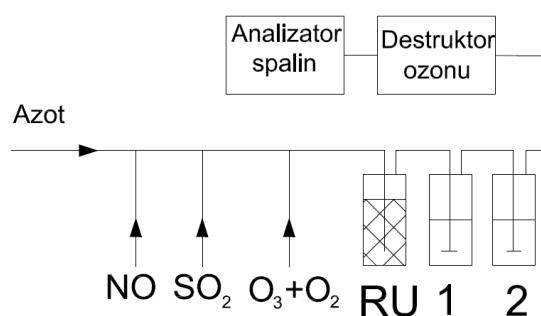 Analizator
spalin
Destruktor
ozonu
Azot
NO SO₂ O₃+O₂ RU 1 2